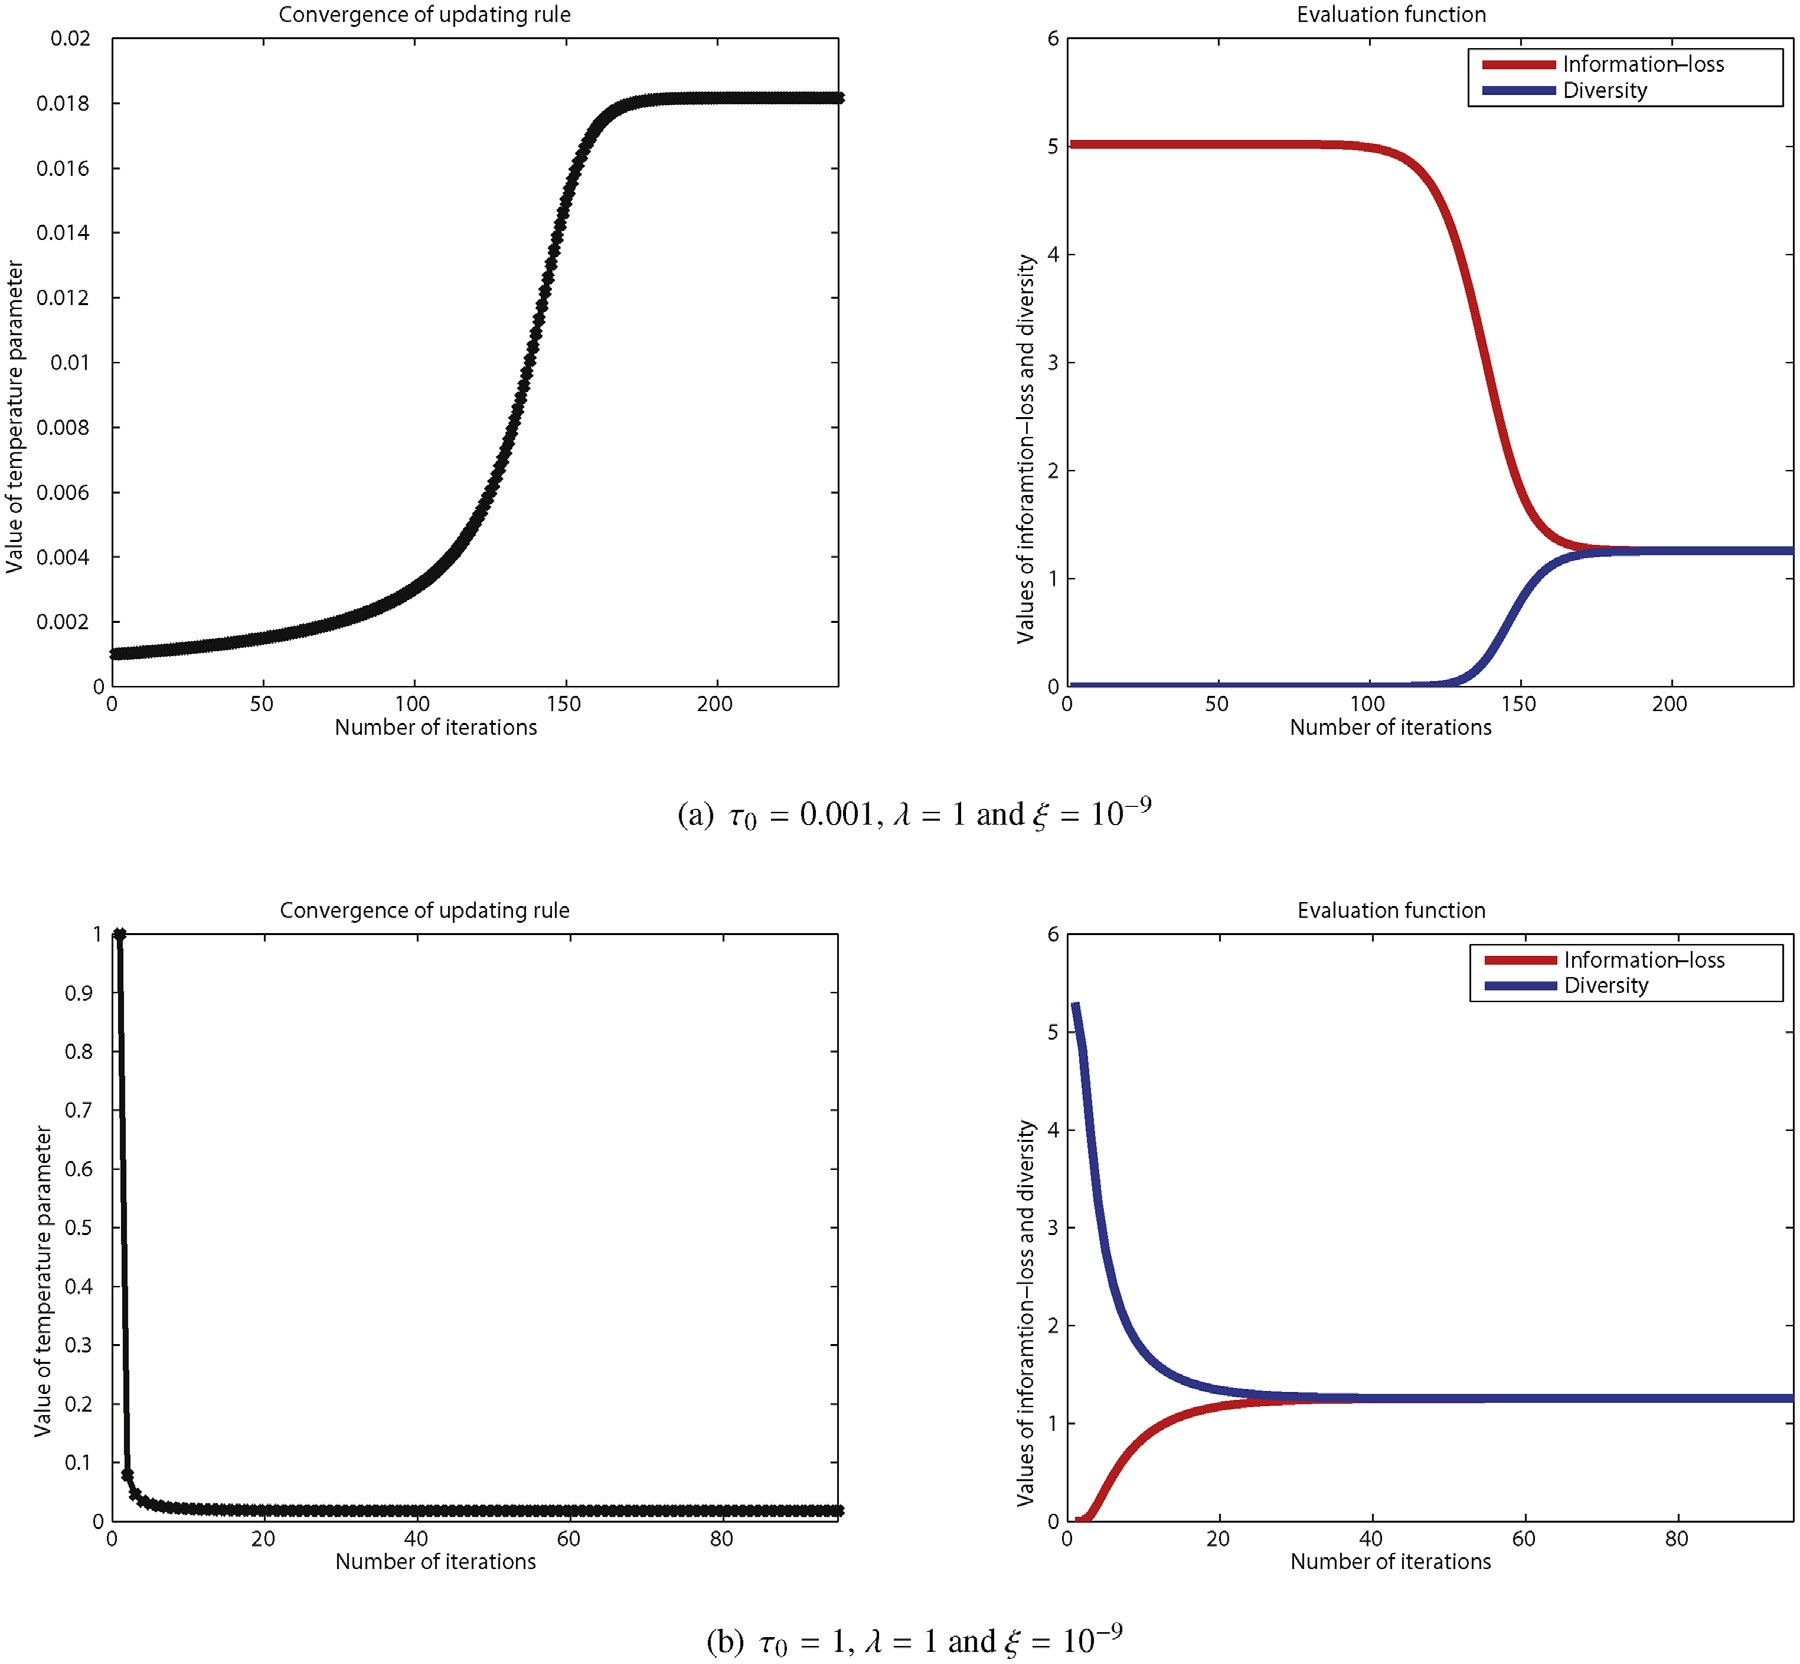 Convergence of updating rule
0.02
0.018
0.016
0.014
0.012
0.01
0.008
0.006
0.004
0.002
0
Value of temperature parameter
0 50 100 150 200
Number of iterations
Evaluation function
6
5
4
3
2
1
0
Values of inforamtion–loss and diversity
Information–loss
Diversity
0 50 100 150 200
Number of iterations
(a) τ₀ = 0.001, λ = 1 and ξ = 10⁻⁹
Convergence of updating rule
1
0.9
0.8
0.7
0.6
0.5
0.4
0.3
0.2
0.1
0
Value of temperature parameter
0 20 40 60 80
Number of iterations
Evaluation function
6
5
4
3
2
1
0
Values of inforamtion–loss and diversity
Information–loss
Diversity
0 20 40 60 80
Number of iterations
(b) τ₀ = 1, λ = 1 and ξ = 10⁻⁹